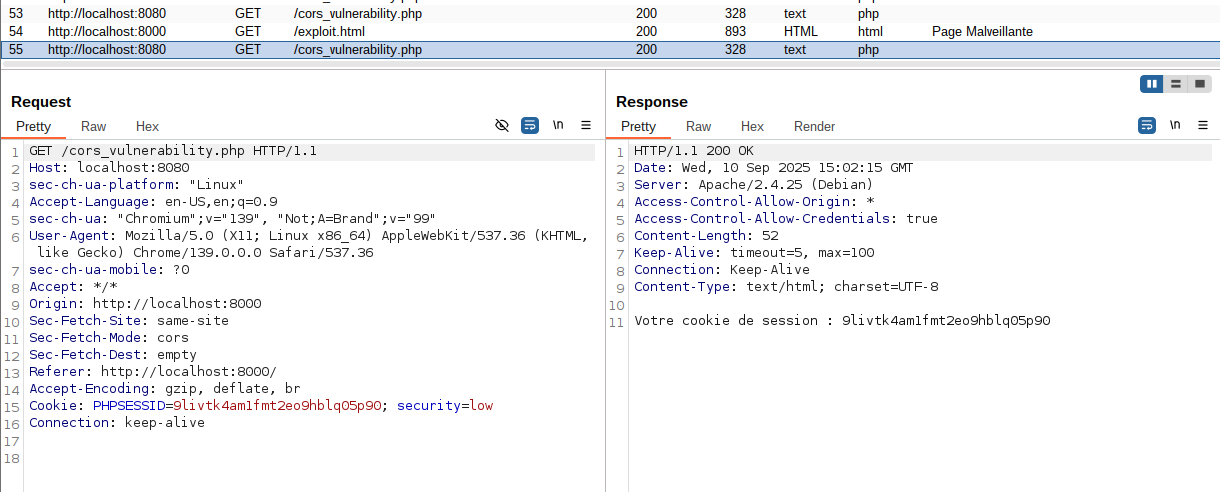 53 http://localhost:8080 GET /cors_vulnerability.php 200 328 text php
54 http://localhost:8000 GET /exploit.html 200 893 HTML html Page Malveillante
55 http://localhost:8080 GET /cors_vulnerability.php 200 328 text php
Request
Pretty Raw Hex \n
1 GET /cors_vulnerability.php HTTP/1.1
2 Host: localhost:8080
3 sec-ch-ua-platform: "Linux"
4 Accept-Language: en-US,en;q=0.9
5 sec-ch-ua: "Chromium";v="139", "Not;A=Brand";v="99"
6 User-Agent: Mozilla/5.0 (X11; Linux x86_64) AppleWebKit/537.36 (KHTML,
like Gecko) Chrome/139.0.0.0 Safari/537.36
7 sec-ch-ua-mobile: ?0
8 Accept: */*
9 Origin: http://localhost:8000
10 Sec-Fetch-Site: same-site
11 Sec-Fetch-Mode: cors
12 Sec-Fetch-Dest: empty
13 Referer: http://localhost:8000/
14 Accept-Encoding: gzip, deflate, br
15 Cookie: PHPSESSID=9livtk4am1fmt2eo9hblq05p90; security=low
16 Connection: keep-alive
17
18
Response
Pretty Raw Hex Render \n
1 HTTP/1.1 200 OK
2 Date: Wed, 10 Sep 2025 15:02:15 GMT
3 Server: Apache/2.4.25 (Debian)
4 Access-Control-Allow-Origin: *
5 Access-Control-Allow-Credentials: true
6 Content-Length: 52
7 Keep-Alive: timeout=5, max=100
8 Connection: Keep-Alive
9 Content-Type: text/html; charset=UTF-8
10
11 Votre cookie de session : 9livtk4am1fmt2eo9hblq05p90